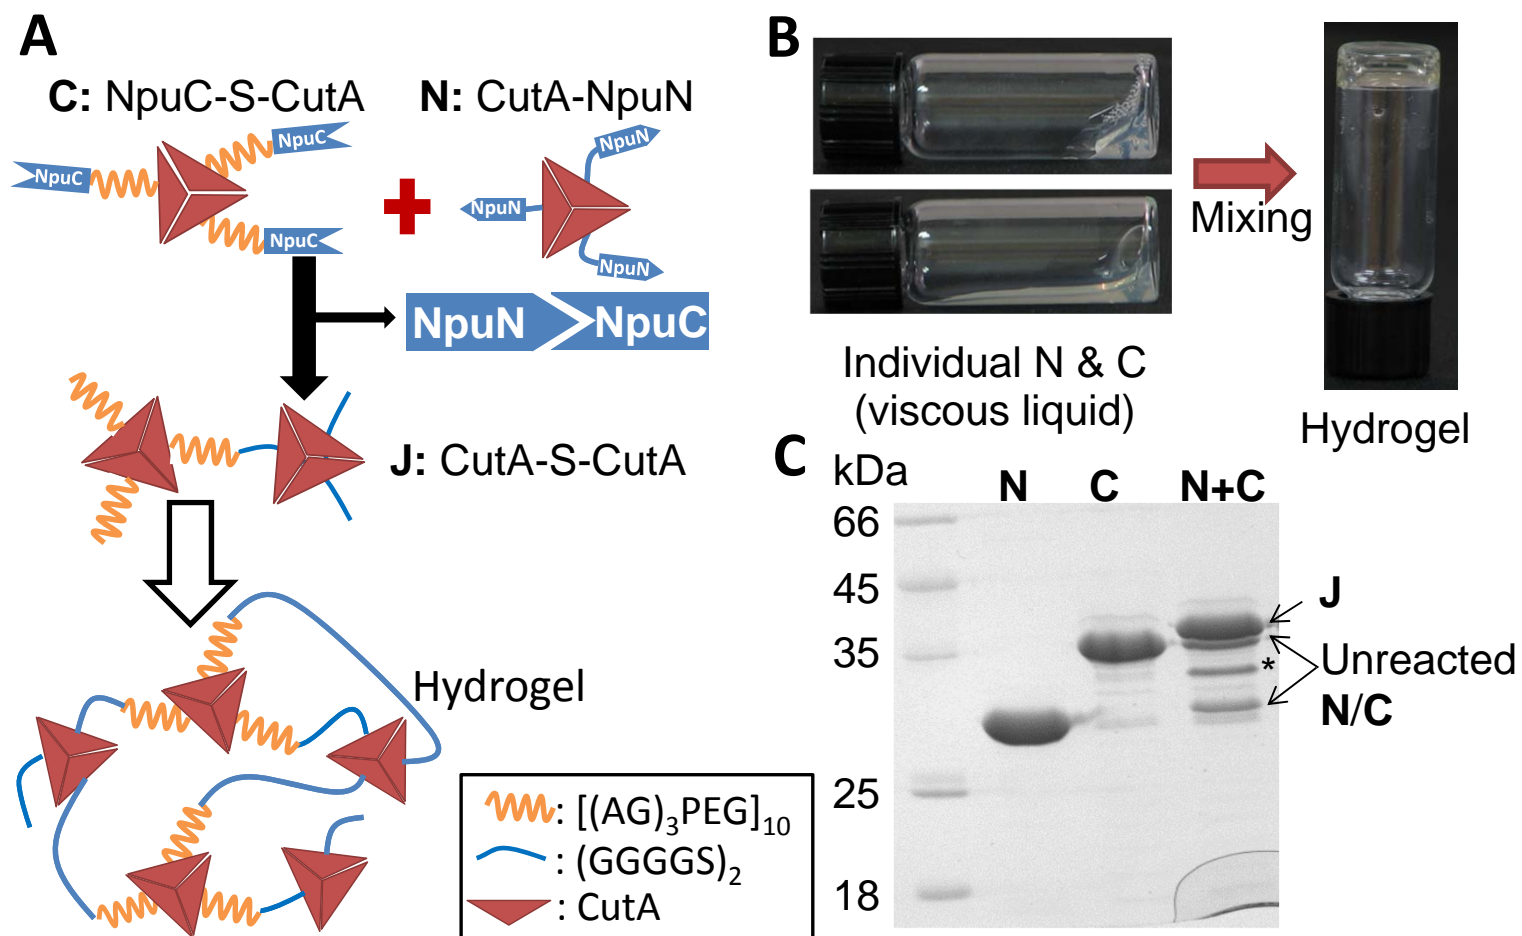 A
C: NpuC-S-CutA
N: CutA-NpuN
NpuC
NpuC
NpuC
NpuN
NpuN
NpuN
NpuN
NpuC
J: CutA-S-CutA
Hydrogel
: [(AG)3PEG]10
: (GGGGS)2
: CutA
B
Mixing
Individual N & C
(viscous liquid)
Hydrogel
C
kDa
N
C
N+C
66
45
35
25
18
J
*
Unreacted
N/C